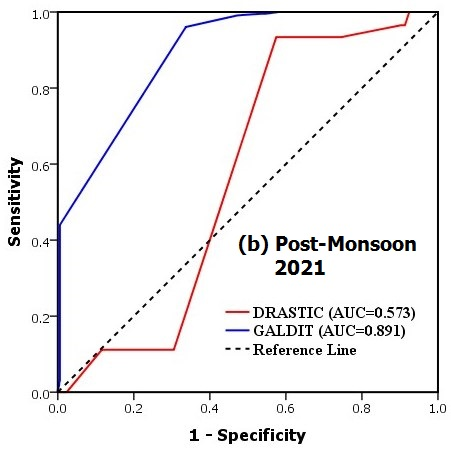 1.0
0.8
0.6
0.4
0.2
0.0
Sensitivity
(b) Post-Monsoon
2021
DRASTIC (AUC=0.573)
GALDIT (AUC=0.891)
Reference Line
0.0 0.2 0.4 0.6 0.8 1.0
1 - Specificity